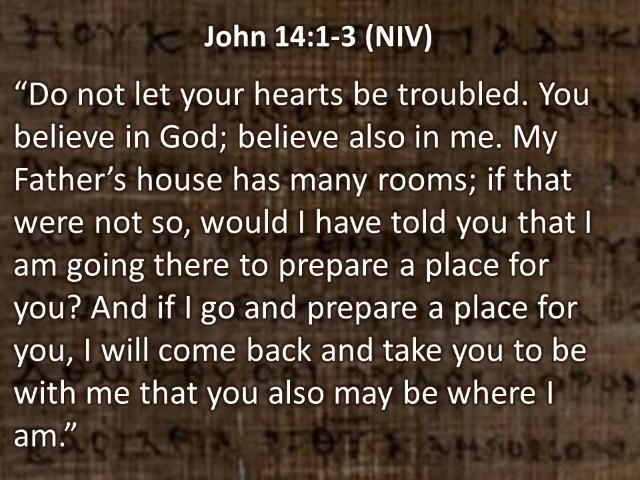 John 14:1-3 (NIV)
“Do not let your hearts be troubled. You
believe in God; believe also in me. My
Father’s house has many rooms; if that
were not so, would I have told you that I
am going there to prepare a place for
you? And if I go and prepare a place for
you, I will come back and take you to be
with me that you also may be where I
am.”